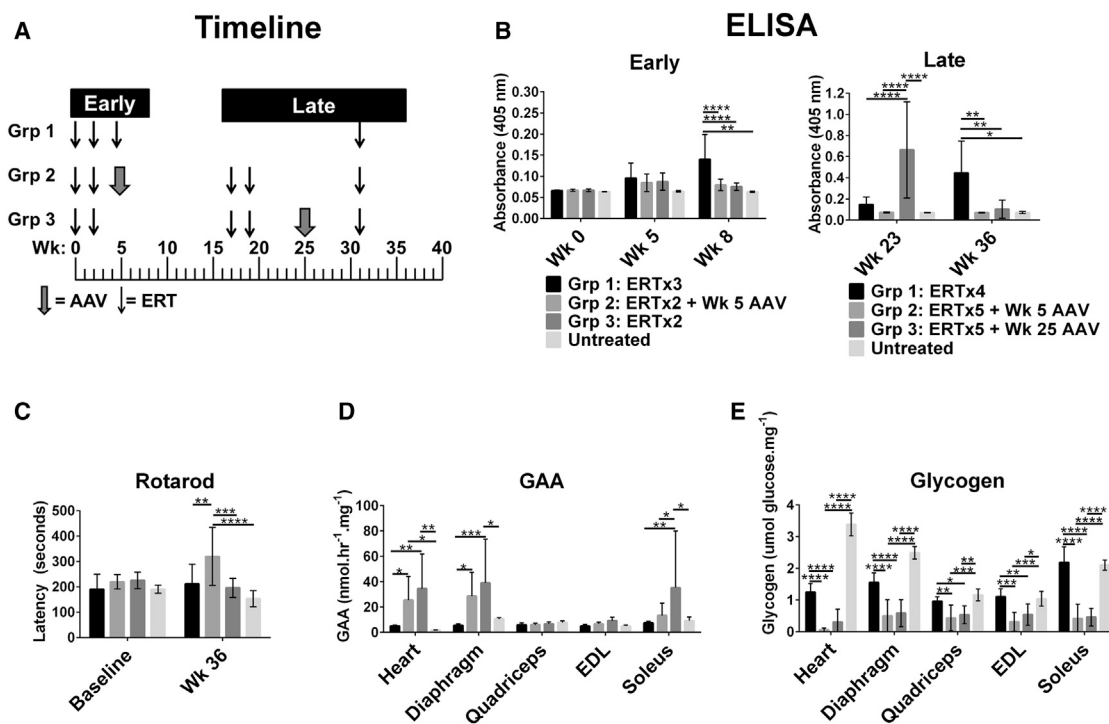 A
Timeline
Early
Late
Grp 1
Grp 2
Grp 3
Wk: 0 5 10 15 20 25 30 35 40
= AAV
= ERT
B
ELISA
Early
Absorbance (405 nm)
0.30
0.25
0.20
0.15
0.10
0.05
0.00
****
****
**
Wk 0
Wk 5
Wk 8
Grp 1: ERTx3
Grp 2: ERTx2 + Wk 5 AAV
Grp 3: ERTx2
Untreated
Late
Absorbance (405 nm)
1.2
1.0
0.8
0.6
0.4
0.2
0.0
****
****
****
**
**
*
Wk 23
Wk 36
Grp 1: ERTx4
Grp 2: ERTx5 + Wk 5 AAV
Grp 3: ERTx5 + Wk 25 AAV
Untreated
C
Rotarod
Latency (seconds)
500
400
300
200
100
0
**
***
****
Baseline
Wk 36
D
GAA
GAA (nmol.hr-1.mg-1)
100
80
60
40
20
0
**
*
**
*
***
*
*
*
*
**
Heart
Diaphragm
Quadriceps
EDL
Soleus
E
Glycogen
Glycogen (umol glucose.mg-1)
4
3
2
1
0
****
****
****
****
****
****
****
****
**
***
*
**
*
***
**
***
****
****
****
****
Heart
Diaphragm
Quadriceps
EDL
Soleus